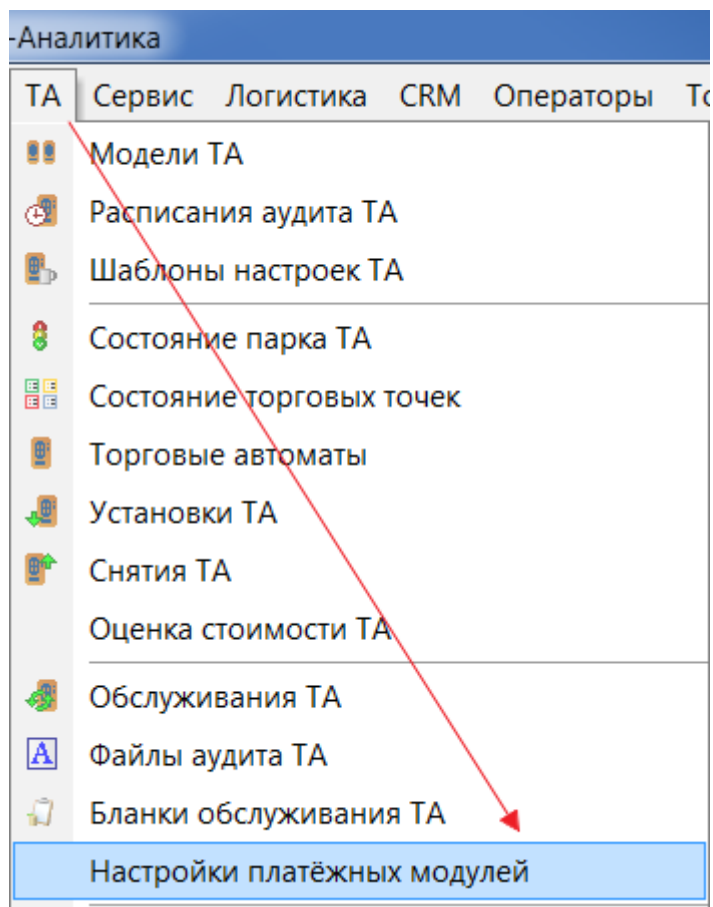 -Аналитика
ТА Сервис Логистика CRM Операторы То
Модели ТА
Расписания аудита ТА
Шаблоны настроек ТА
Состояние парка ТА
Состояние торговых точек
Торговые автоматы
Установки ТА
Снятия ТА
Оценка стоимости ТА
Обслуживания ТА
A Файлы аудита ТА
Бланки обслуживания ТА
Настройки платёжных модулей